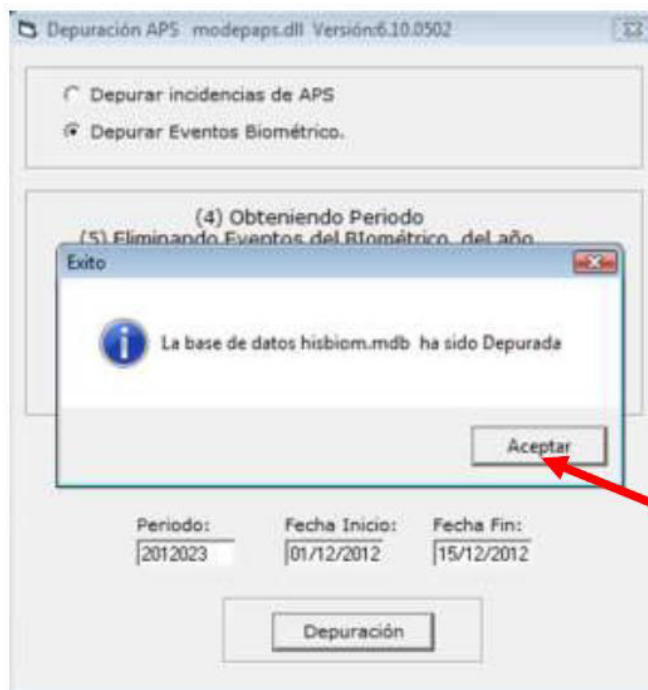 Depuración APS modepaps.dll Versión:6.10.0502
Depurar incidencias de APS
Depurar Eventos Biométrico.
(4) Obteniendo Periodo
(5) Eliminando Eventos del BIométrico del año
Exito
La base de datos hisbiom.mdb ha sido Depurada
Aceptar
Periodo: Fecha Inicio: Fecha Fin:
2012023 01/12/2012 15/12/2012
Depuración